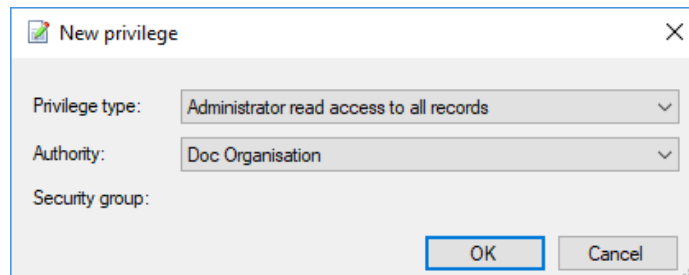 New privilege
Privilege type: Administrator read access to all records
Authority: Doc Organisation
Security group:
OK Cancel